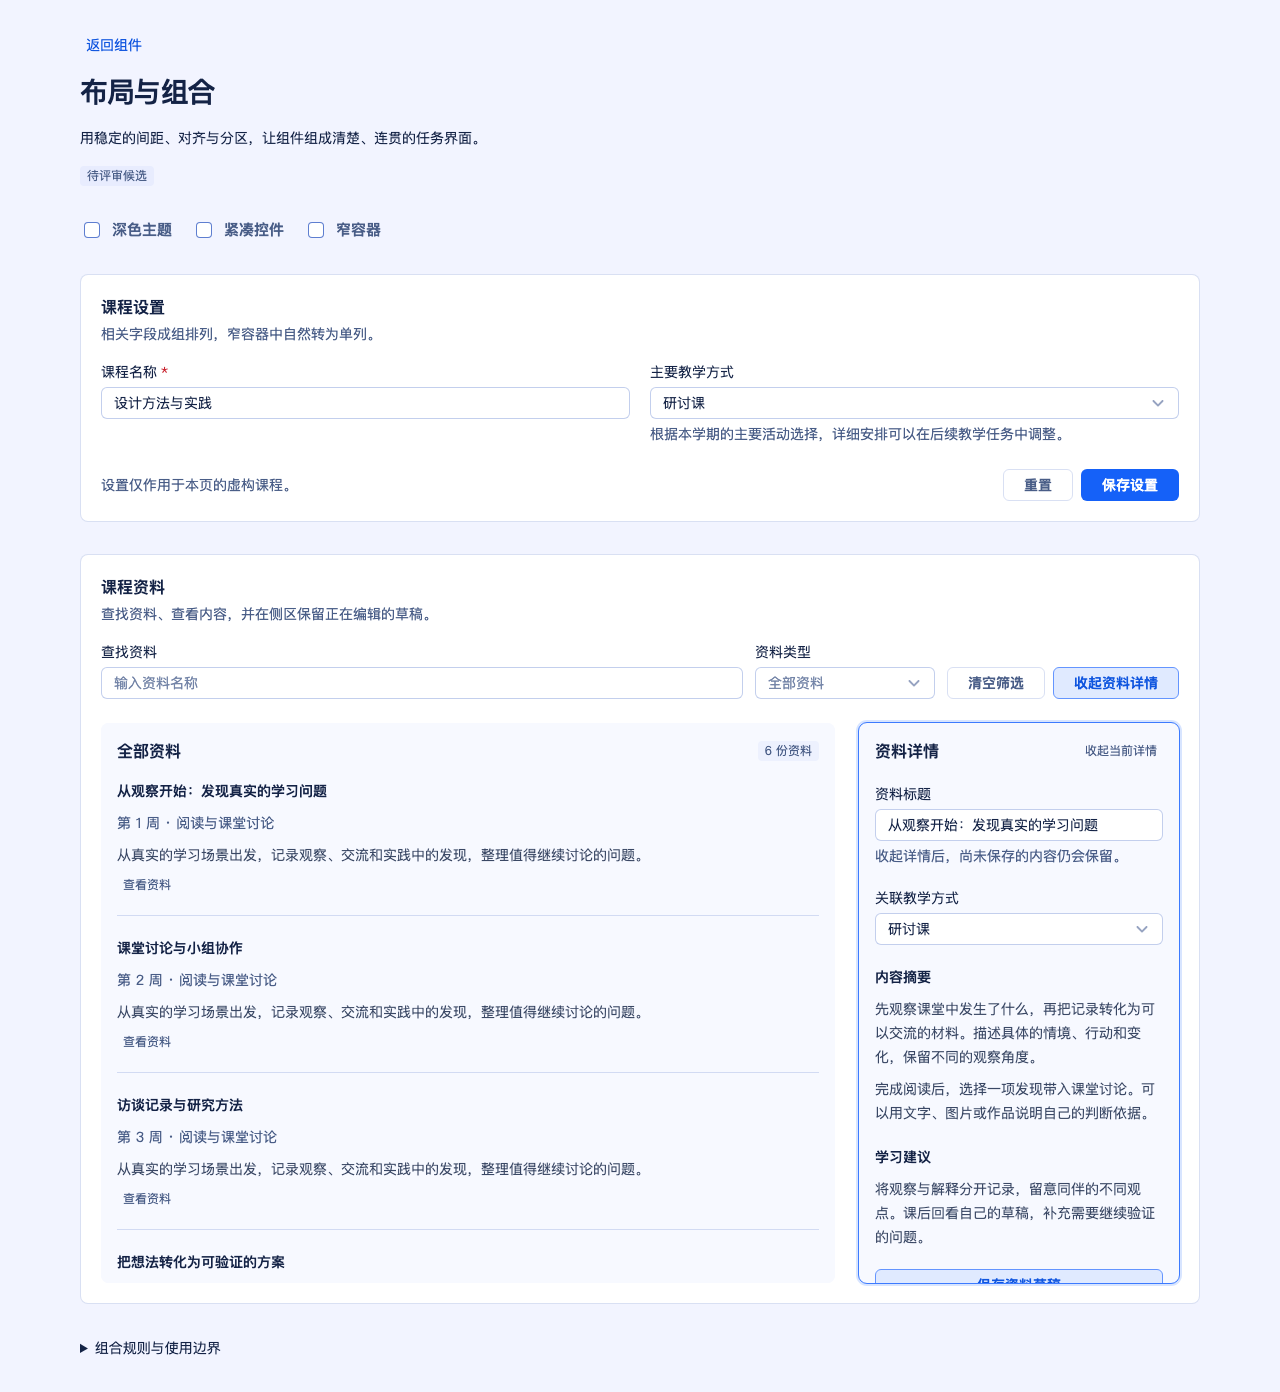 返回组件
布局与组合
用稳定的间距、对齐与分区，让组件组成清楚、连贯的任务界面。
待评审候选
深色主题 紧凑控件 窄容器
课程设置
相关字段成组排列，窄容器中自然转为单列。
课程名称 *
设计方法与实践
主要教学方式
研讨课
根据本学期的主要活动选择，详细安排可以在后续教学任务中调整。
设置仅作用于本页的虚构课程。
重置 保存设置
课程资料
查找资料、查看内容，并在侧区保留正在编辑的草稿。
查找资料
输入资料名称
资料类型
全部资料
清空筛选 收起资料详情
全部资料 6 份资料
从观察开始：发现真实的学习问题
第 1 周 · 阅读与课堂讨论
从真实的学习场景出发，记录观察、交流和实践中的发现，整理值得继续讨论的问题。
查看资料
课堂讨论与小组协作
第 2 周 · 阅读与课堂讨论
从真实的学习场景出发，记录观察、交流和实践中的发现，整理值得继续讨论的问题。
查看资料
访谈记录与研究方法
第 3 周 · 阅读与课堂讨论
从真实的学习场景出发，记录观察、交流和实践中的发现，整理值得继续讨论的问题。
查看资料
把想法转化为可验证的方案
资料详情 收起当前详情
资料标题
从观察开始：发现真实的学习问题
收起详情后，尚未保存的内容仍会保留。
关联教学方式
研讨课
内容摘要
先观察课堂中发生了什么，再把记录转化为可
以交流的材料。描述具体的情境、行动和变
化，保留不同的观察角度。
完成阅读后，选择一项发现带入课堂讨论。可
以用文字、图片或作品说明自己的判断依据。
学习建议
将观察与解释分开记录，留意同伴的不同观
点。课后回看自己的草稿，补充需要继续验证
的问题。
保存资料草稿
组合规则与使用边界